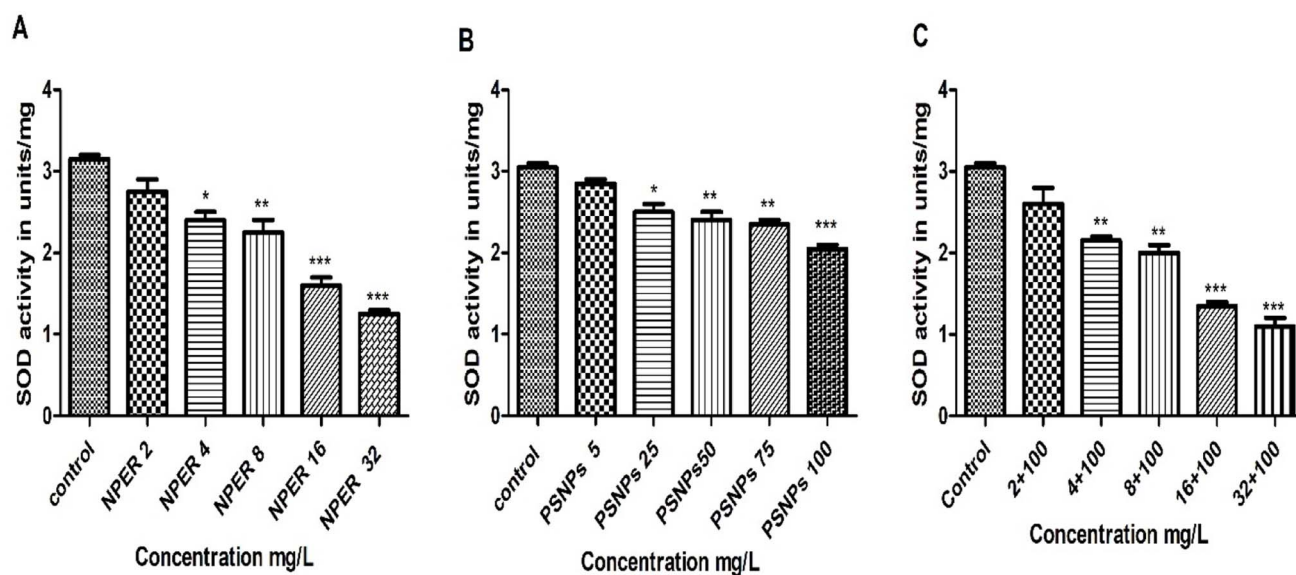 A
SOD activity in units/mg
4
3
2
1
0
*
**
***
***
control
NPER 2
NPER 4
NPER 8
NPER 16
NPER 32
Concentration mg/L
B
SOD activity in units/mg
4
3
2
1
0
*
**
**
***
control
PSNPs 5
PSNPs 25
PSNPs50
PSNPs 75
PSNPs 100
Concentration mg/L
C
SOD activity in units/mg
4
3
2
1
0
**
**
***
***
Control
2+100
4+100
8+100
16+100
32+100
Concentration mg/L